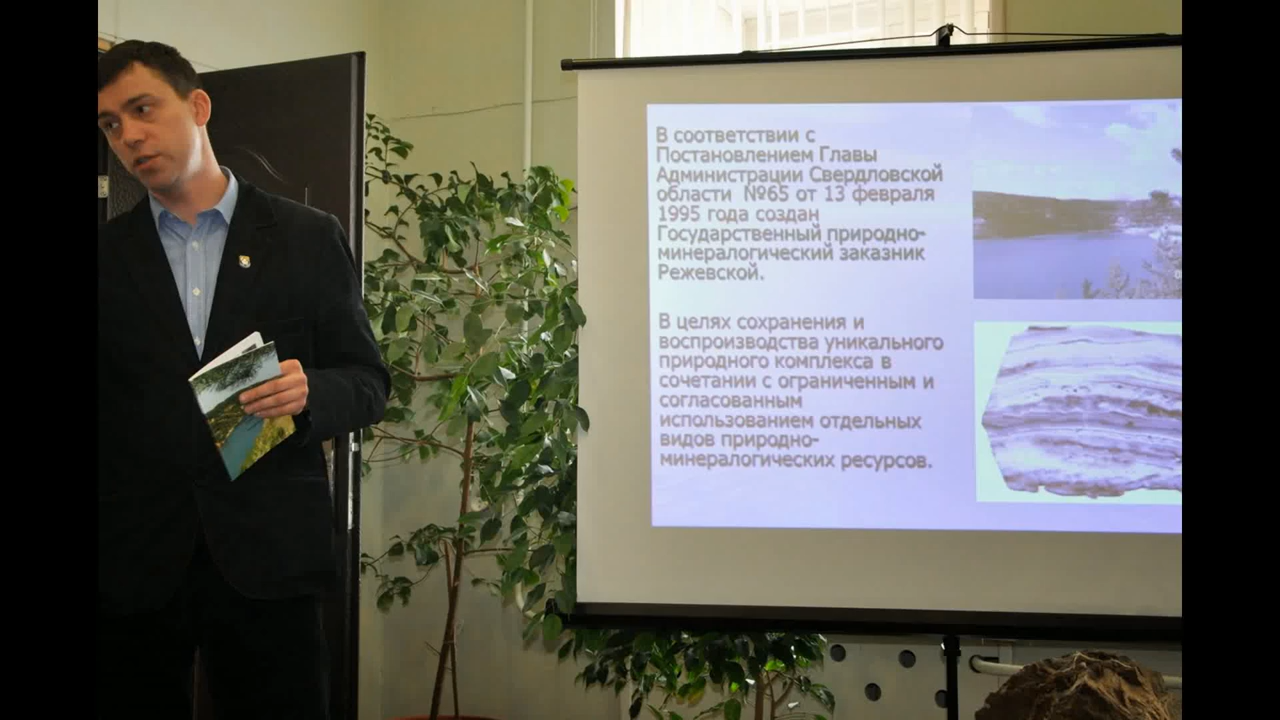 В соответствии с
Постановлением Главы
Администрации Свердловской
области №65 от 13 февраля
1995 года создан
Государственный природно-
минералогический заказник
Режевской.
В целях сохранения и
воспроизводства уникального
природного комплекса в
сочетании с ограниченным и
согласованным
использованием отдельных
видов природно-
минералогических ресурсов.